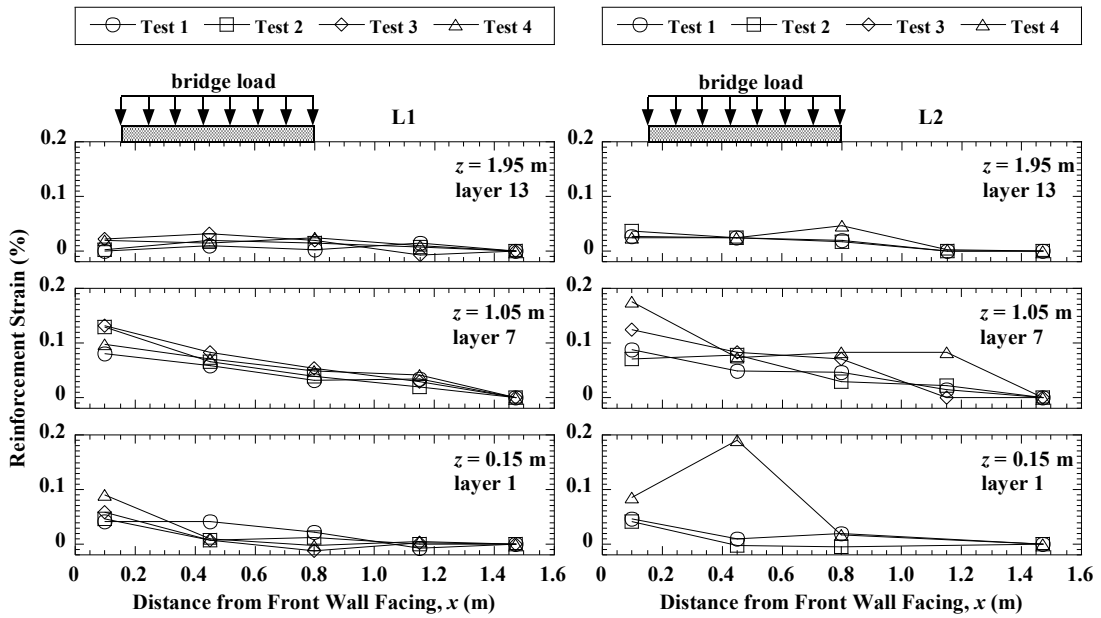 Test 1 Test 2 Test 3 Test 4
bridge load
L1
0.2
0.1
0
z = 1.95 m
layer 13
0.2
0.1
0
z = 1.05 m
layer 7
0.2
0.1
0
z = 0.15 m
layer 1
0 0.2 0.4 0.6 0.8 1.0 1.2 1.4 1.6
Distance from Front Wall Facing, x (m)
Reinforcement Strain (%)
Test 1 Test 2 Test 3 Test 4
bridge load
L2
0.2
0.1
0
z = 1.95 m
layer 13
0.2
0.1
0
z = 1.05 m
layer 7
0.2
0.1
0
z = 0.15 m
layer 1
0 0.2 0.4 0.6 0.8 1.0 1.2 1.4 1.6
Distance from Front Wall Facing, x (m)